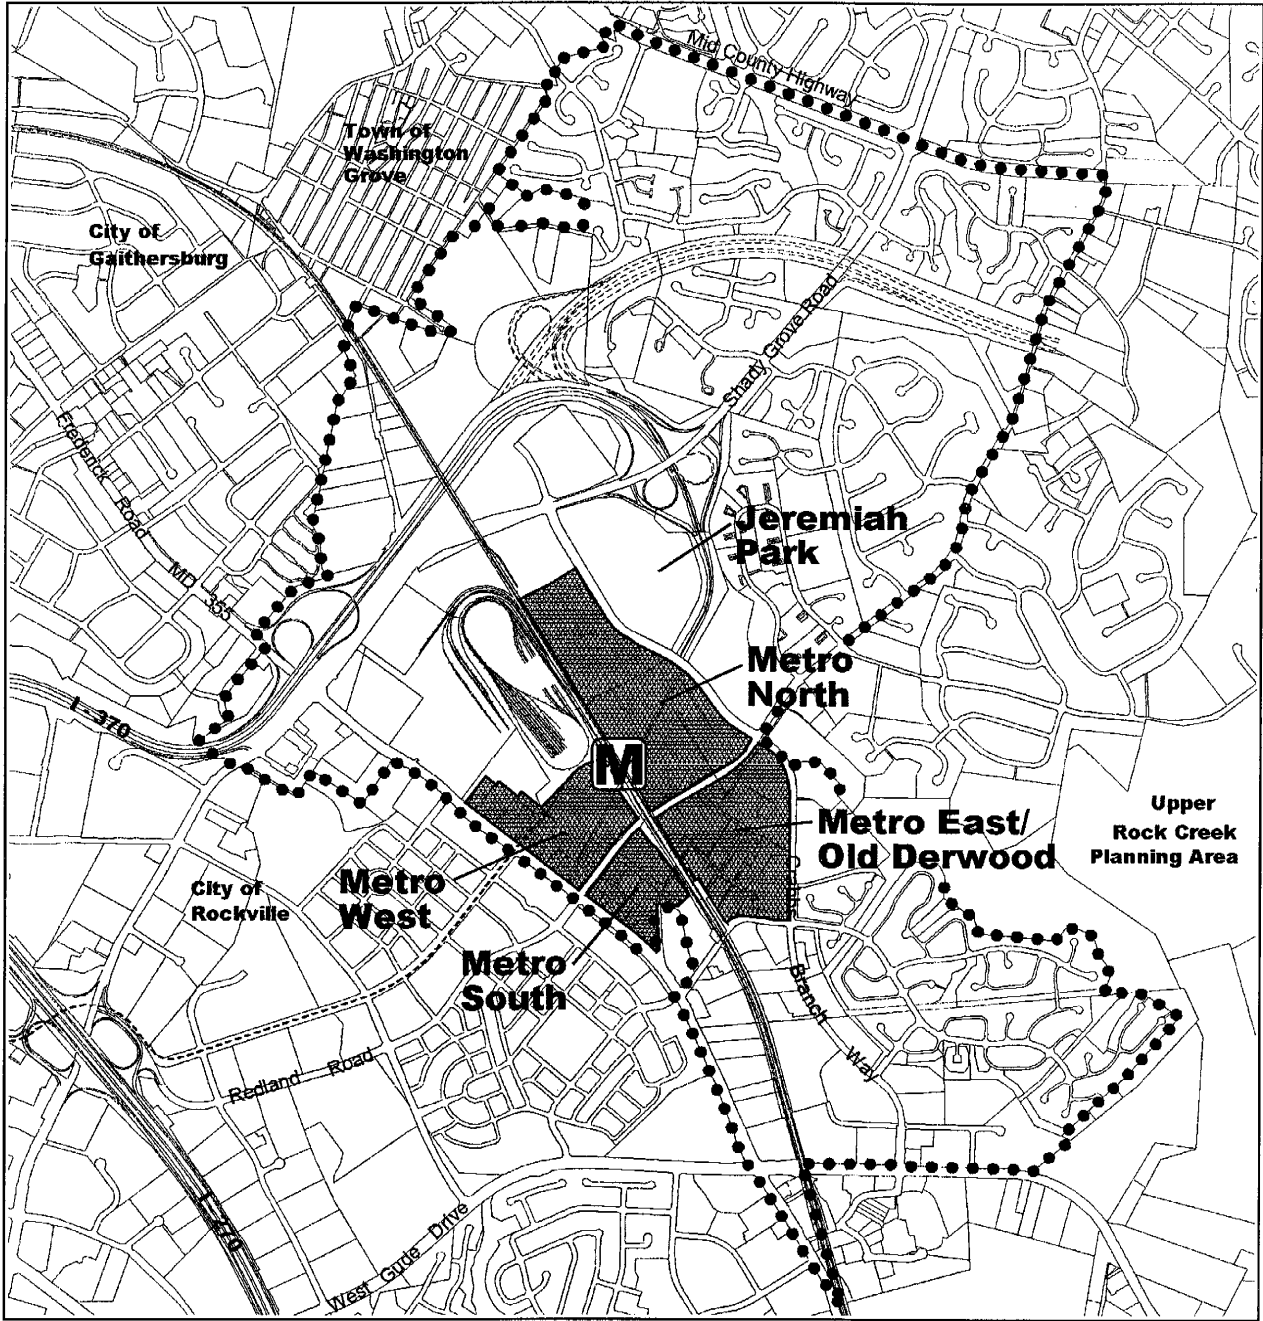 Mid County Highway
Town of
Washington
Grove
City of
Gaithersburg
Shady Grove Road
Frederick Road MD 355
Jeremiah
Park
Metro
North
I - 370
M
Metro East/
Old Derwood
Upper
Rock Creek
Planning Area
City of
Rockville
Metro
West
Metro
South
Crabbs Branch Way
Redland Road
I - 270
West Gude Drive